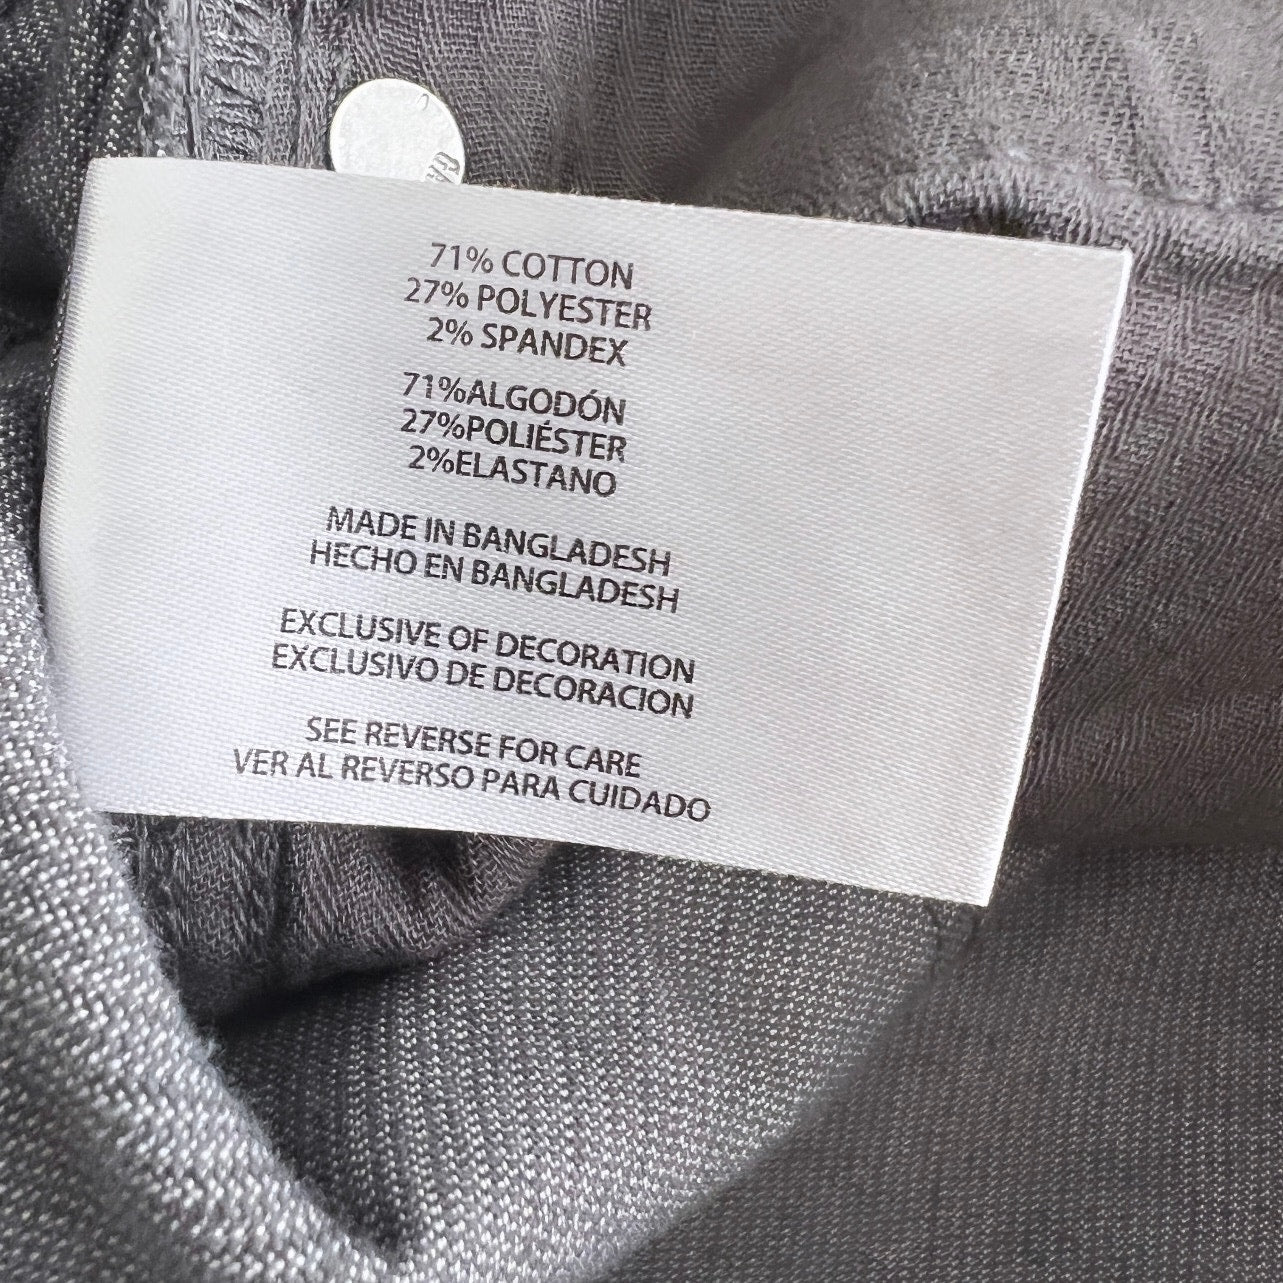 71% COTTON
27% POLYESTER
2% SPANDEX
71%ALGODÓN
27%POLIÉSTER
2%ELASTANO
MADE IN BANGLADESH
HECHO EN BANGLADESH
EXCLUSIVE OF DECORATION
EXCLUSIVO DE DECORACION
SEE REVERSE FOR CARE
VER AL REVERSO PARA CUIDADO